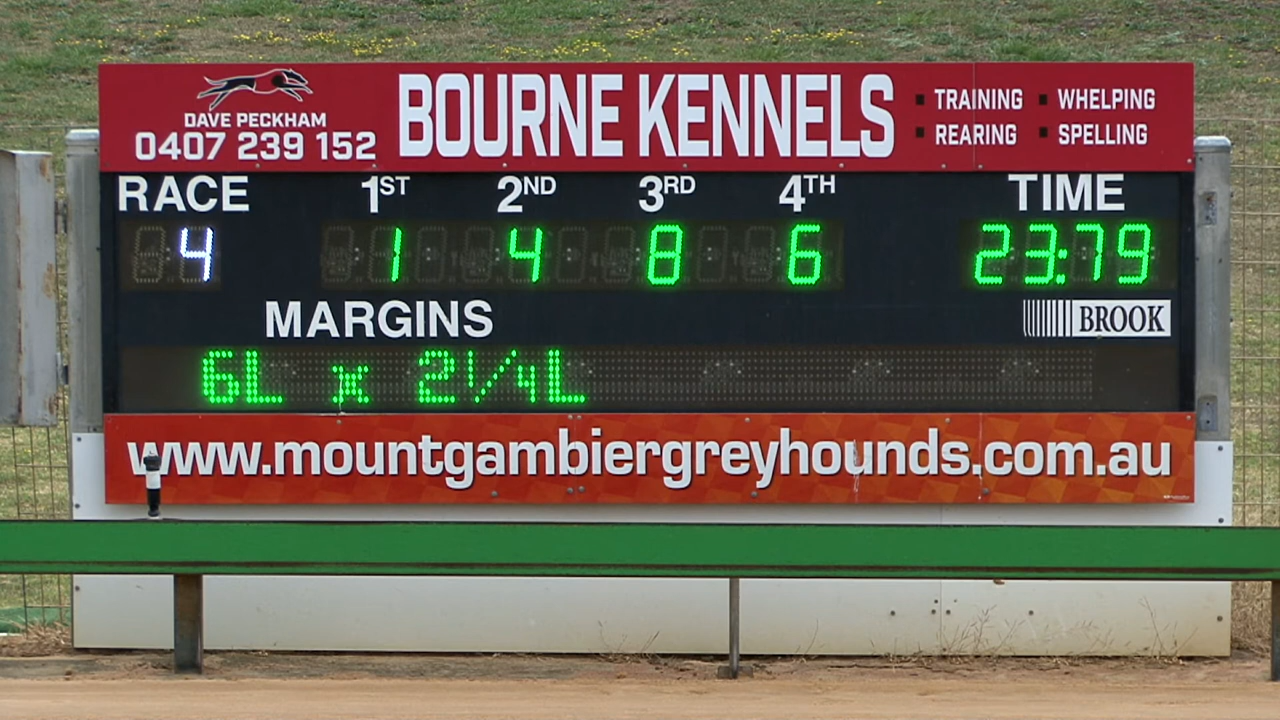 DAVE PECKHAM
0407 239 152
BOURNE KENNELS
TRAINING
WHELPING
REARING
SPELLING
RACE 1ST 2ND 3RD 4TH TIME
4 1 4 8 6 23:79
MARGINS
BROOK
6L x 2 1/4L
www.mountgambiergreyhounds.com.au